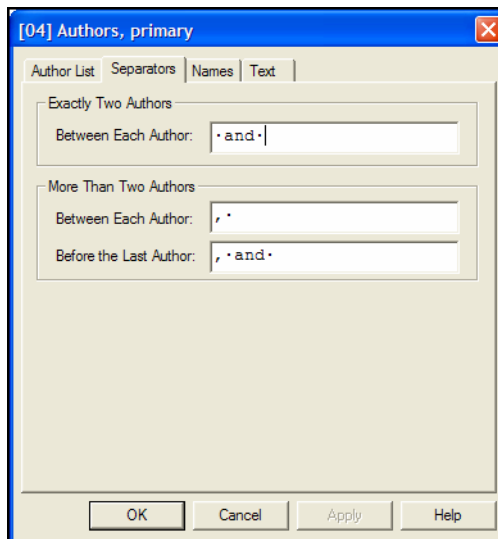 [04] Authors, primary
Author List Separators Names Text
Exactly Two Authors
Between Each Author: ·and·
More Than Two Authors
Between Each Author: ,·
Before the Last Author: ,·and·
OK Cancel Apply Help